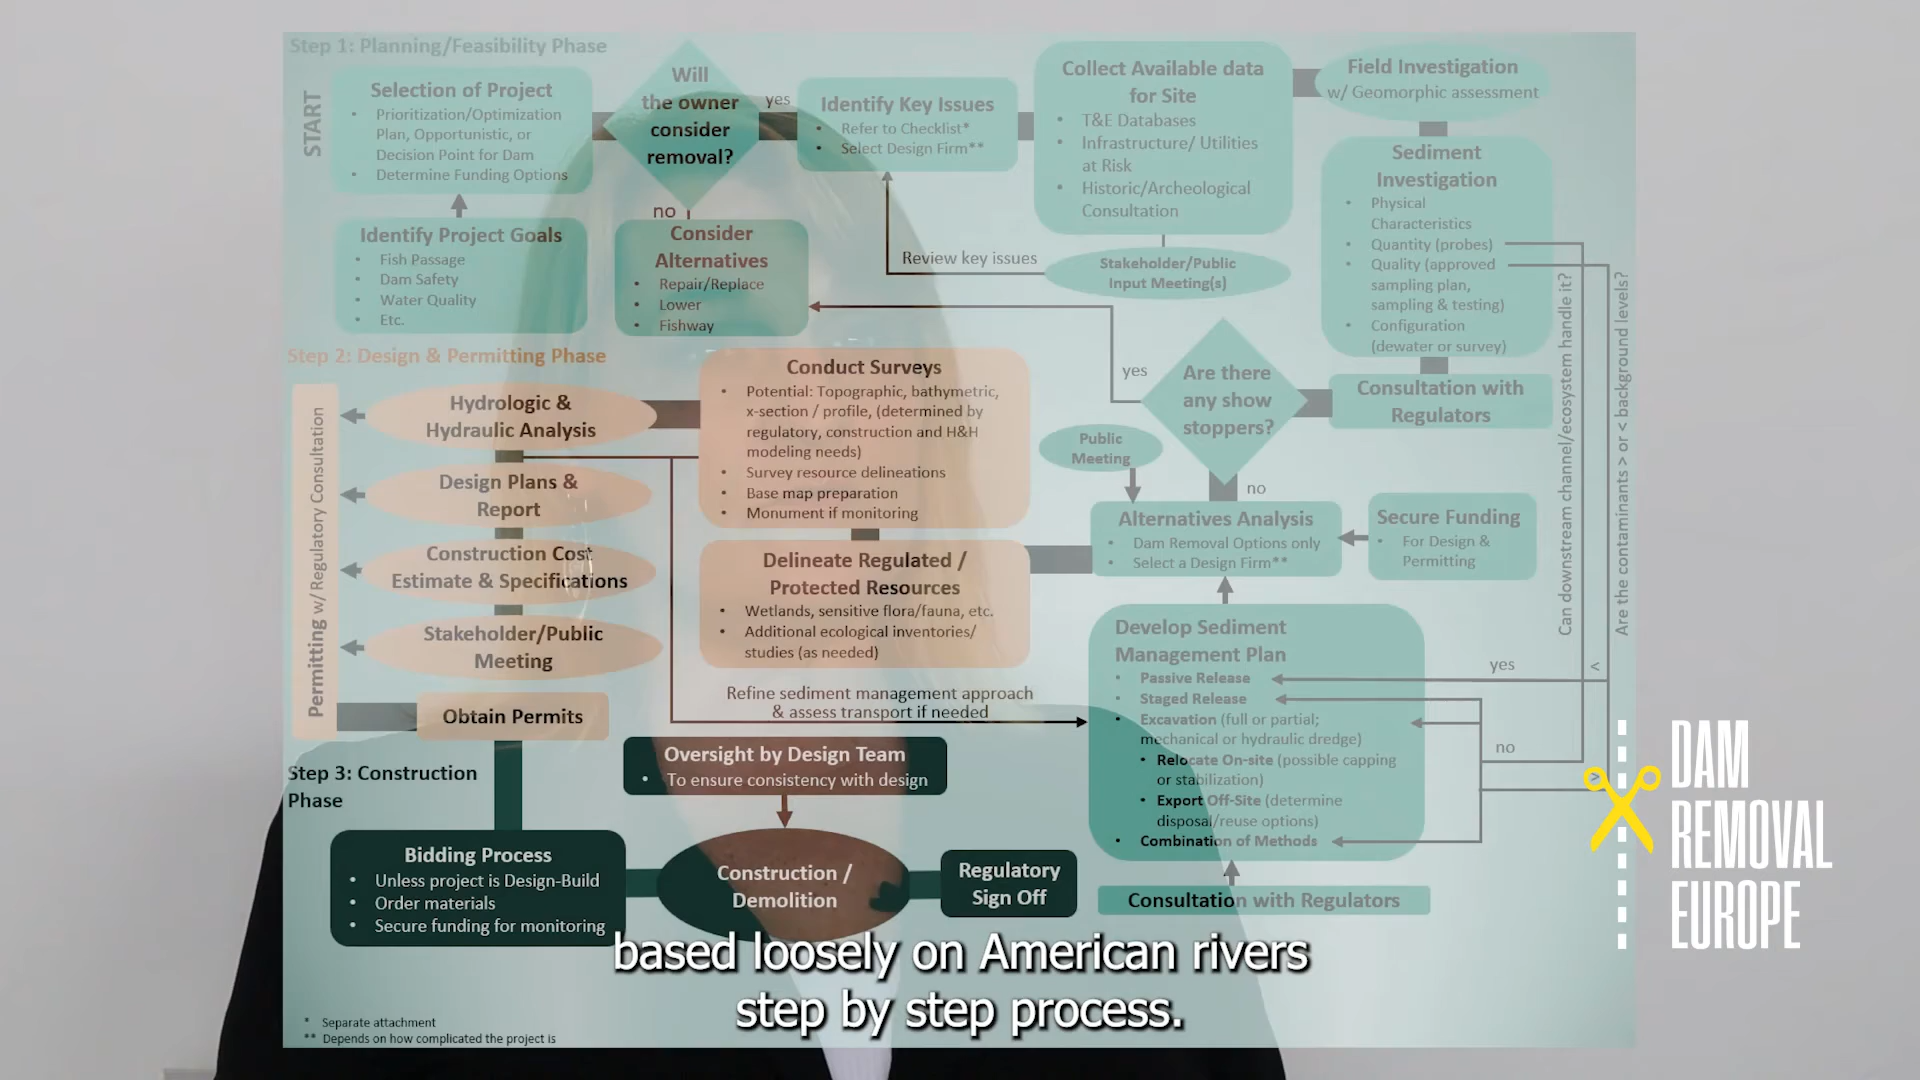 Step 1: Planning/Feasibility Phase
START
Selection of Project
• Prioritization/Optimization
Plan, Opportunistic, or
Decision Point for Dam
• Determine Funding Options
Identify Project Goals
• Fish Passage
• Dam Safety
• Water Quality
• Etc.
Will
the owner
consider
removal?
yes
no
Consider
Alternatives
• Repair/Replace
• Lower
• Fishway
Identify Key Issues
• Refer to Checklist*
• Select Design Firm**
Collect Available data
for Site
• T&E Databases
• Infrastructure/ Utilities
at Risk
• Historic/Archeological
Consultation
Review key issues
Stakeholder/Public
Input Meeting(s)
Field Investigation
w/ Geomorphic assessment
Sediment
Investigation
• Physical
Characteristics
• Quantity (probes)
• Quality (approved
sampling plan,
sampling & testing)
• Configuration
(dewater or survey)
Can downstream channel/ecosystem handle it?
Are the contaminants > or < background levels?
Consultation with
Regulators
Are there
any show
stoppers?
yes
no
Public
Meeting
Alternatives Analysis
• Dam Removal Options only
• Select a Design Firm**
Secure Funding
• For Design &
Permitting
Develop Sediment
Management Plan
• Passive Release
• Staged Release
• Excavation (full or partial;
mechanical or hydraulic dredge)
• Relocate On-site (possible capping
or stabilization)
• Export Off-Site (determine
disposal/reuse options)
• Combination of Methods
yes
<
no
>
Consultation with Regulators
Step 2: Design & Permitting Phase
Permitting w/ Regulatory Consultation
Hydrologic &
Hydraulic Analysis
Design Plans &
Report
Construction Cost
Estimate & Specifications
Stakeholder/Public
Meeting
Obtain Permits
Conduct Surveys
• Potential: Topographic, bathymetric,
x-section / profile, (determined by
regulatory, construction and H&H
modeling needs)
• Survey resource delineations
• Base map preparation
• Monument if monitoring
Delineate Regulated /
Protected Resources
• Wetlands, sensitive flora/fauna, etc.
• Additional ecological inventories/
studies (as needed)
Refine sediment management approach
& assess transport if needed
Step 3: Construction
Phase
Oversight by Design Team
• To ensure consistency with design
Bidding Process
• Unless project is Design-Build
• Order materials
• Secure funding for monitoring
Construction /
Demolition
Regulatory
Sign Off
* Separate attachment
** Depends on how complicated the project is
based loosely on American rivers
step by step process.
DAM
REMOVAL
EUROPE